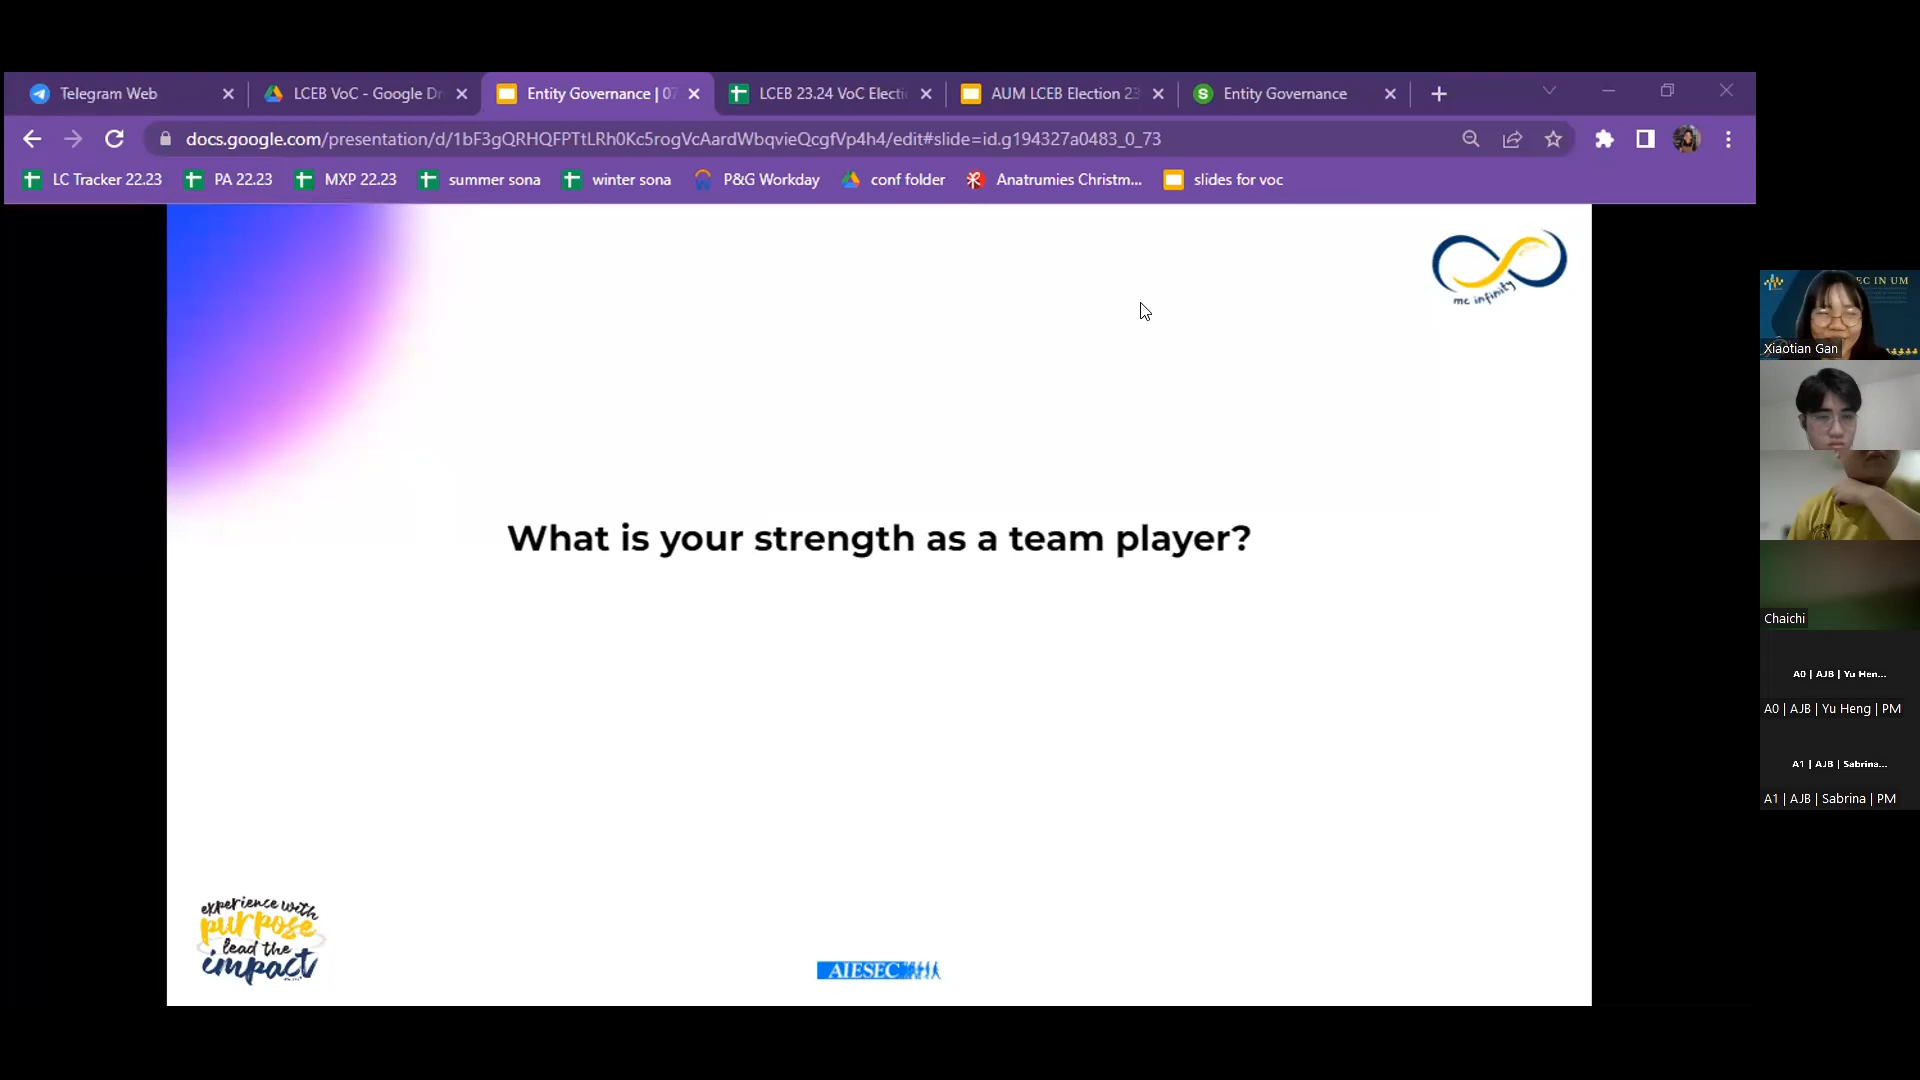 Telegram Web
LCEB VoC - Google Dr
Entity Governance | 07
LCEB 23.24 VoC Electi
AUM LCEB Election 23
Entity Governance
docs.google.com/presentation/d/1bF3gQRHQFPTtLRh0Kc5rogVcAardWbqvieQcgfVp4h4/edit#slide=id.g194327a0483_0_73
LC Tracker 22.23
PA 22.23
MXP 22.23
summer sona
winter sona
P&G Workday
conf folder
Anatrumies Christm...
slides for voc
mc infinity
What is your strength as a team player?
experience with
purpose
lead the
impact
AIESEC
EC IN UM
Xiaotian Gan
Chaichi
A0 | AJB | Yu Hen...
A0 | AJB | Yu Heng | PM
A1 | AJB | Sabrina...
A1 | AJB | Sabrina | PM